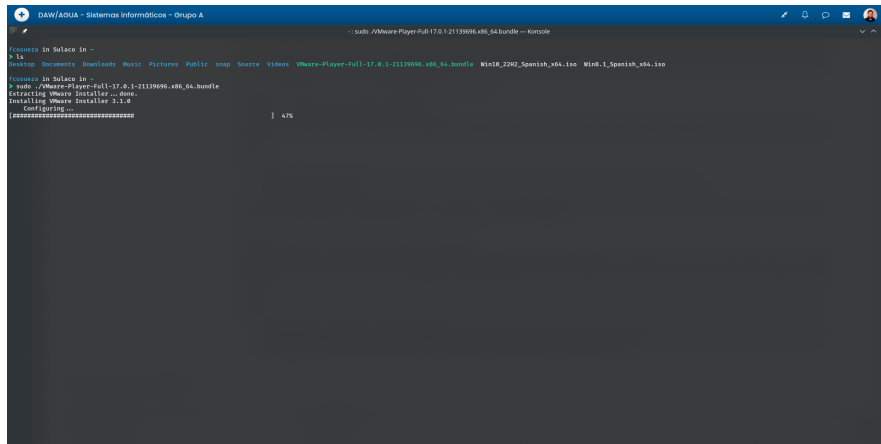 DAW/AGUA - Sistemas informáticos - Grupo A
~ : sudo ./VMware-Player-Full-17.0.1-21139696.x86_64.bundle — Konsole
fcosueza in Sulaco in ~
> ls
Desktop Documents Downloads Music Pictures Public snap Source Videos VMware-Player-Full-17.0.1-21139696.x86_64.bundle Win10_22H2_Spanish_x64.iso Win8.1_Spanish_x64.iso
fcosueza in Sulaco in ~
> sudo ./VMware-Player-Full-17.0.1-21139696.x86_64.bundle
Extracting VMware Installer ... done.
Installing VMware Installer 3.1.0
Configuring ...
[################################# ] 47%